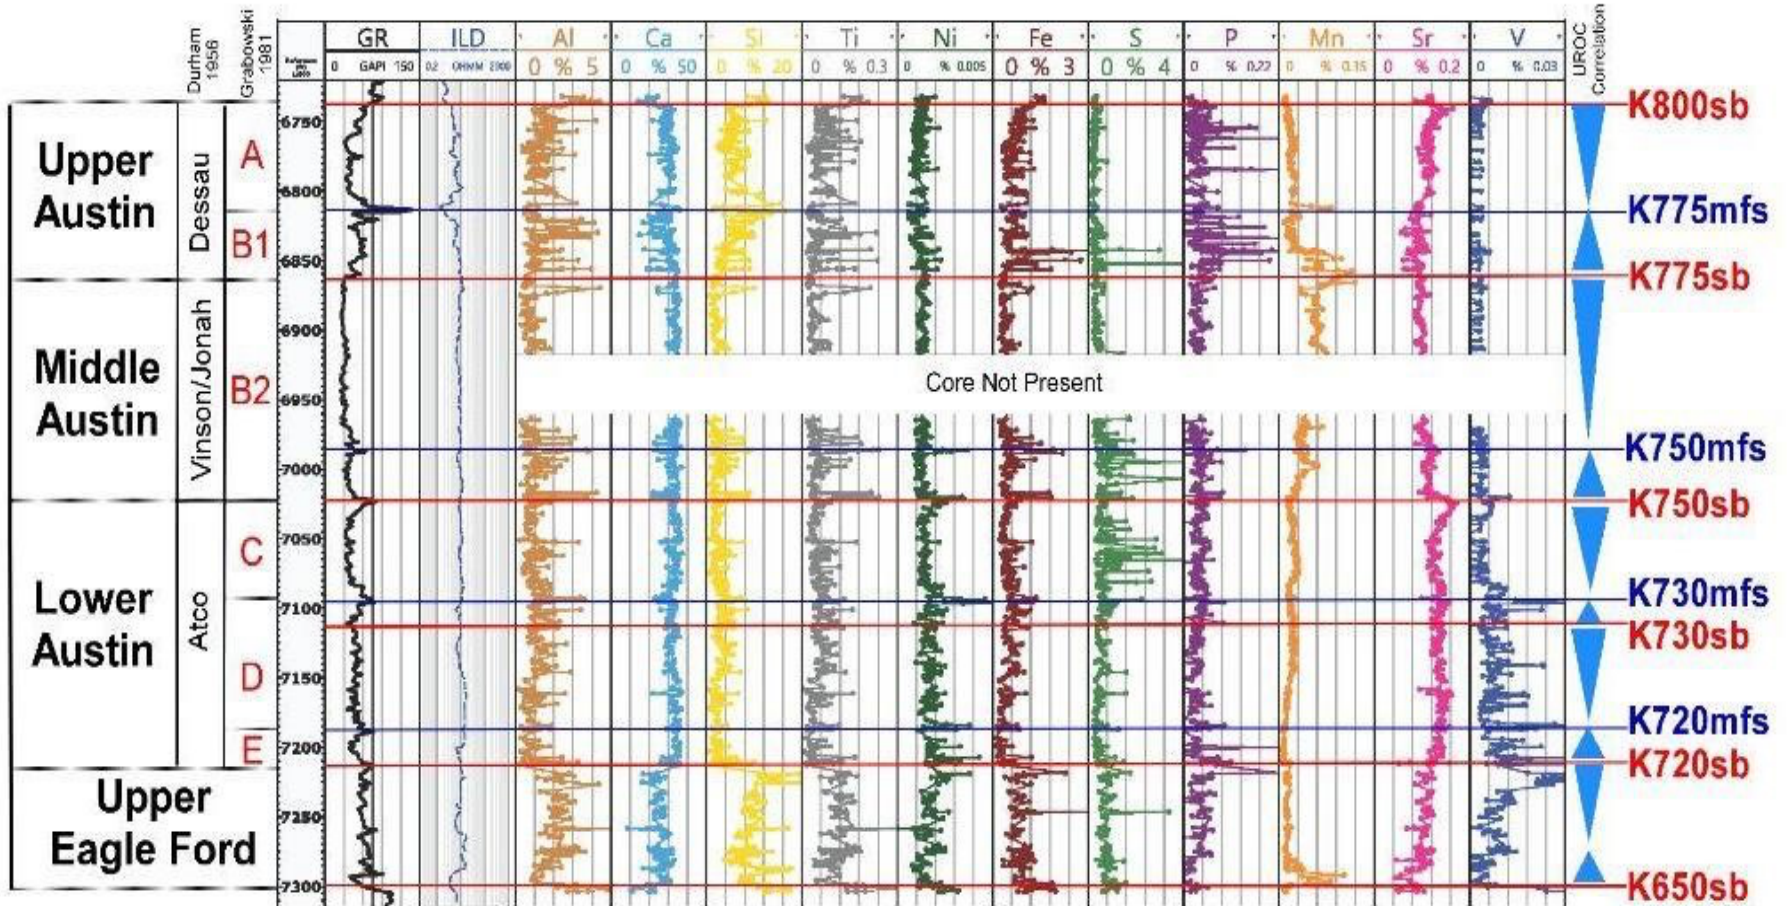 Durham
1956
Grabowski
1981
GR
ILD
Al
Ca
Si
Ti
Ni
Fe
S
P
Mn
Sr
V
UROC
Correlation
0 GAPI 150
0.2 OHMM 2000
0 % 5
0 % 50
0 % 20
0 % 0.3
0 % 0.005
0 % 3
0 % 4
0 % 0.22
0 % 0.15
0 % 0.2
0 % 0.03
Upper
Austin
Dessau
A
B1
Middle
Austin
Vinson/Jonah
B2
Lower
Austin
Atco
C
D
E
Upper
Eagle Ford
6750
6800
6850
6900
6950
7000
7050
7100
7150
7200
7250
7300
Core Not Present
K800sb
K775mfs
K775sb
K750mfs
K750sb
K730mfs
K730sb
K720mfs
K720sb
K650sb